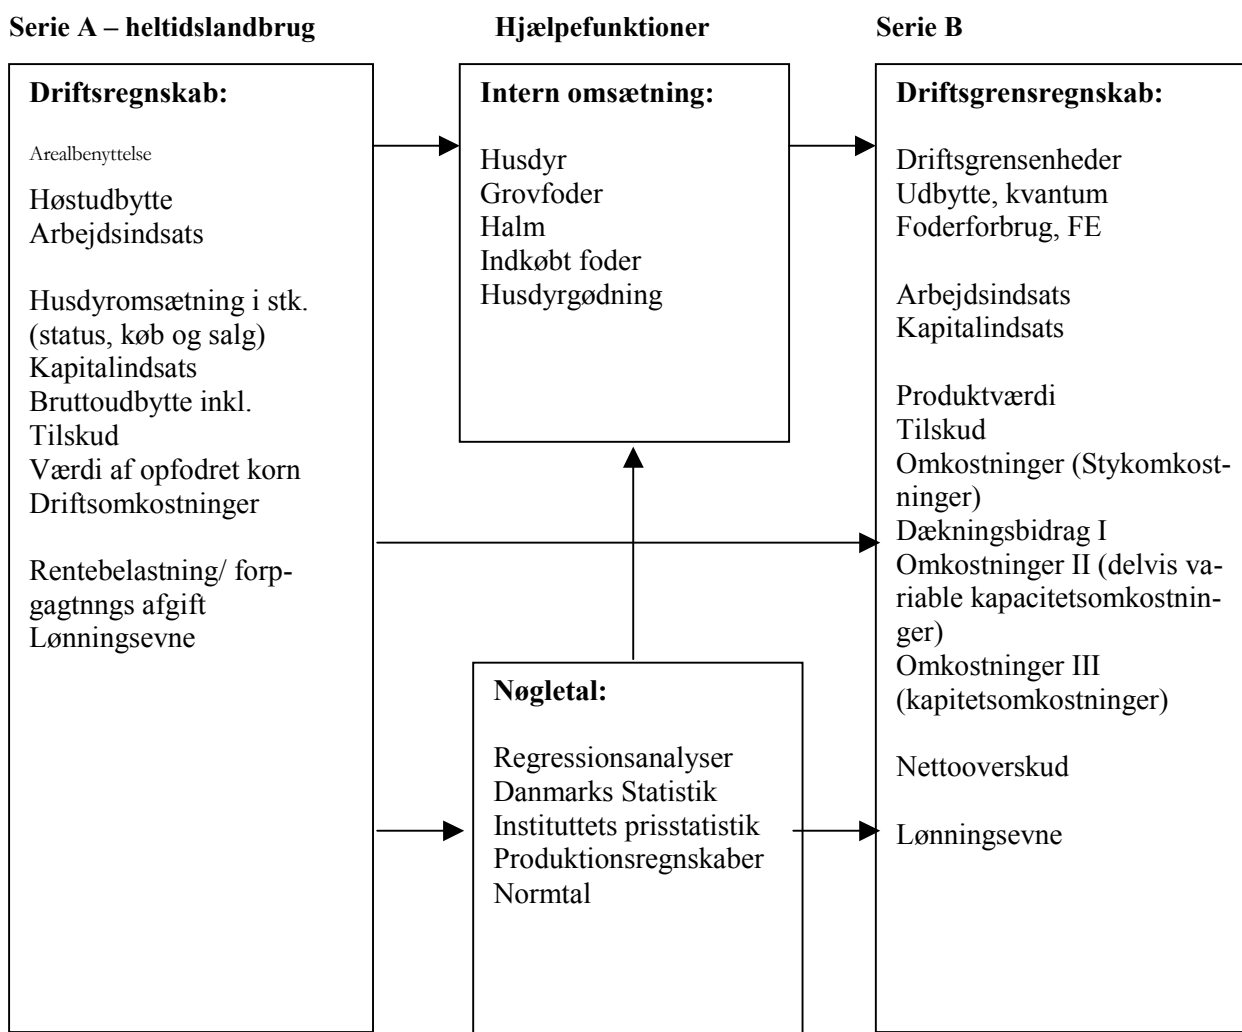 Serie A – heltidslandbrug
Driftsregnskab:
Arealbenyttelse
Høstudbytte
Arbejdsindsats
Husdyromsætning i stk.
(status, køb og salg)
Kapitalindsats
Bruttoudbytte inkl.
Tilskud
Værdi af opfodret korn
Driftsomkostninger
Rentebelastning/ forp-
gagtnngs afgift
Lønningsevne
Hjælpefunktioner
Intern omsætning:
Husdyr
Grovfoder
Halm
Indkøbt foder
Husdyrgødning
Nøgletal:
Regressionsanalyser
Danmarks Statistik
Instituttets prisstatistik
Produktionsregnskaber
Normtal
Serie B
Driftsgrensregnskab:
Driftsgrensenheder
Udbytte, kvantum
Foderforbrug, FE
Arbejdsindsats
Kapitalindsats
Produktværdi
Tilskud
Omkostninger (Stykomkost-
ninger)
Dækningsbidrag I
Omkostninger II (delvis va-
riable kapacitetsomkostnin-
ger)
Omkostninger III
(kapitetsomkostninger)
Nettooverskud
Lønningsevne